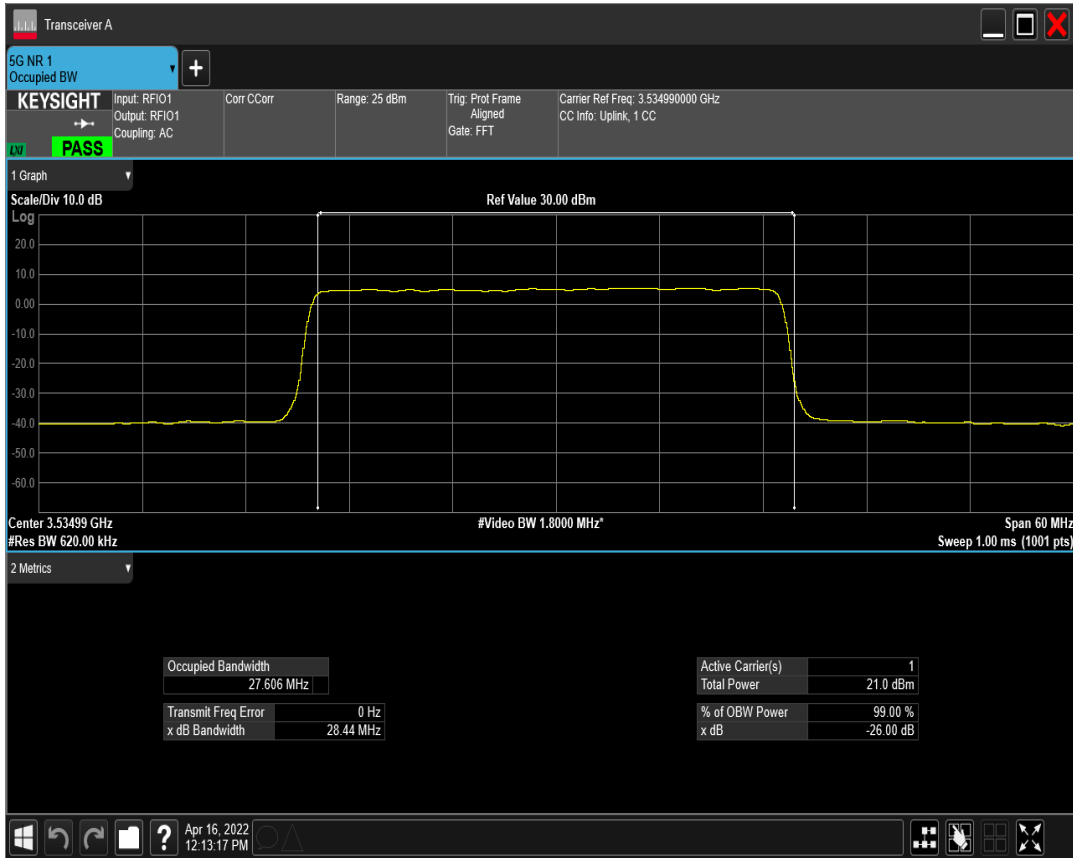 Transceiver A
5G NR 1
Occupied BW
KEYSIGHT
Input: RFIO1
Output: RFIO1
Coupling: AC
Corr CCorr
Range: 25 dBm
Trig: Prot Frame
Aligned
Gate: FFT
Carrier Ref Freq: 3.534990000 GHz
CC Info: Uplink, 1 CC
LXI
PASS
1 Graph
Scale/Div 10.0 dB
Ref Value 30.00 dBm
Log
20.0
10.0
0.00
-10.0
-20.0
-30.0
-40.0
-50.0
-60.0
Center 3.53499 GHz
#Video BW 1.8000 MHz*
Span 60 MHz
#Res BW 620.00 kHz
Sweep 1.00 ms (1001 pts)
2 Metrics
Occupied Bandwidth
27.606 MHz
Transmit Freq Error 0 Hz
x dB Bandwidth 28.44 MHz
Active Carrier(s) 1
Total Power 21.0 dBm
% of OBW Power 99.00 %
x dB -26.00 dB
?
Apr 16, 2022
12:13:17 PM